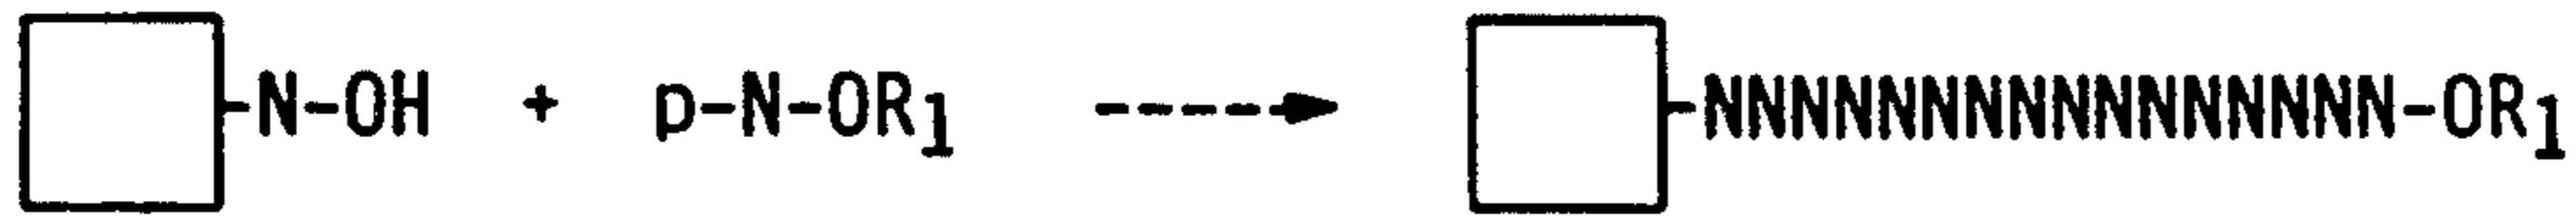 N-OH + p-N-OR1 -----► NNNNNNNNNNNNNNNN-OR1